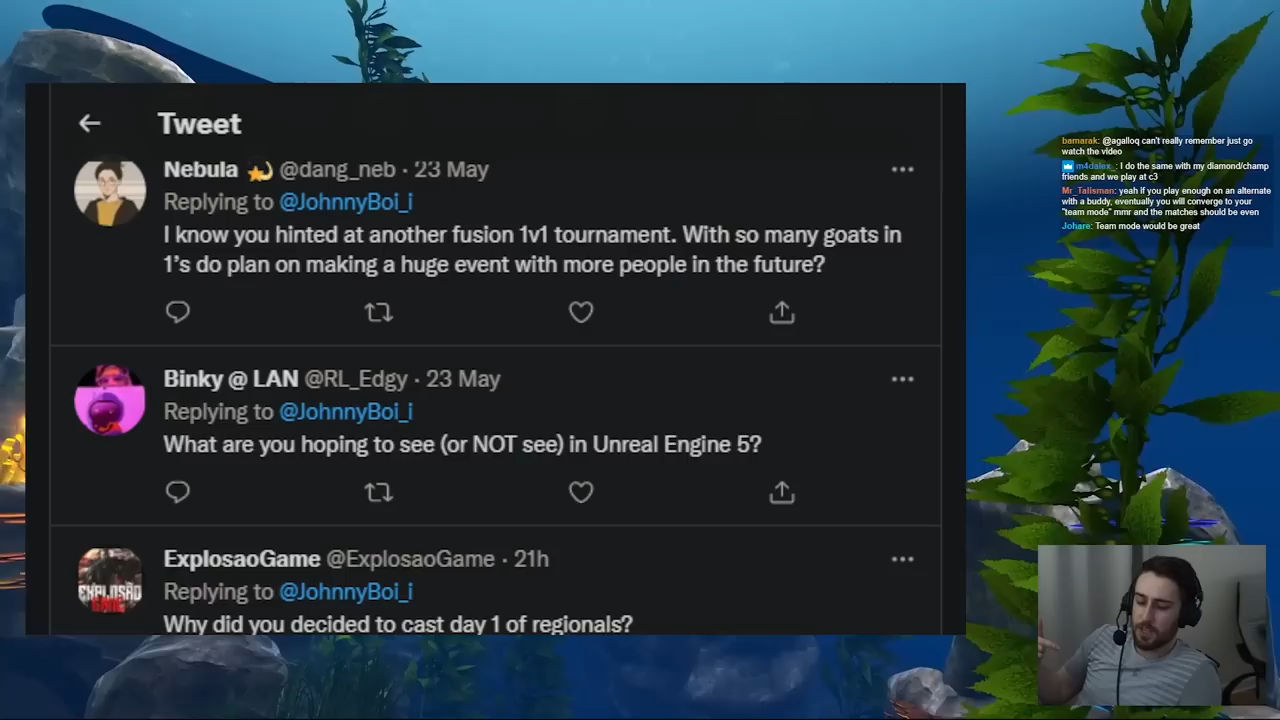 Tweet
Nebula @dang_neb · 23 May
Replying to @JohnnyBoi_i
I know you hinted at another fusion 1v1 tournament. With so many goats in
1's do plan on making a huge event with more people in the future?
Binky @ LAN @RL_Edgy · 23 May
Replying to @JohnnyBoi_i
What are you hoping to see (or NOT see) in Unreal Engine 5?
EXPLOSÃO
GAME
ExplosaoGame @ExplosaoGame · 21h
Replying to @JohnnyBoi_i
Why did you decided to cast day 1 of regionals?
bamarak: @agalloq can't really remember just go
watch the video
m4dalex_: I do the same with my diamond/champ
friends and we play at c3
Mr_Talisman: yeah if you play enough on an alternate
with a buddy, eventually you will converge to your
"team mode" mmr and the matches should be even
Johare: Team mode would be great